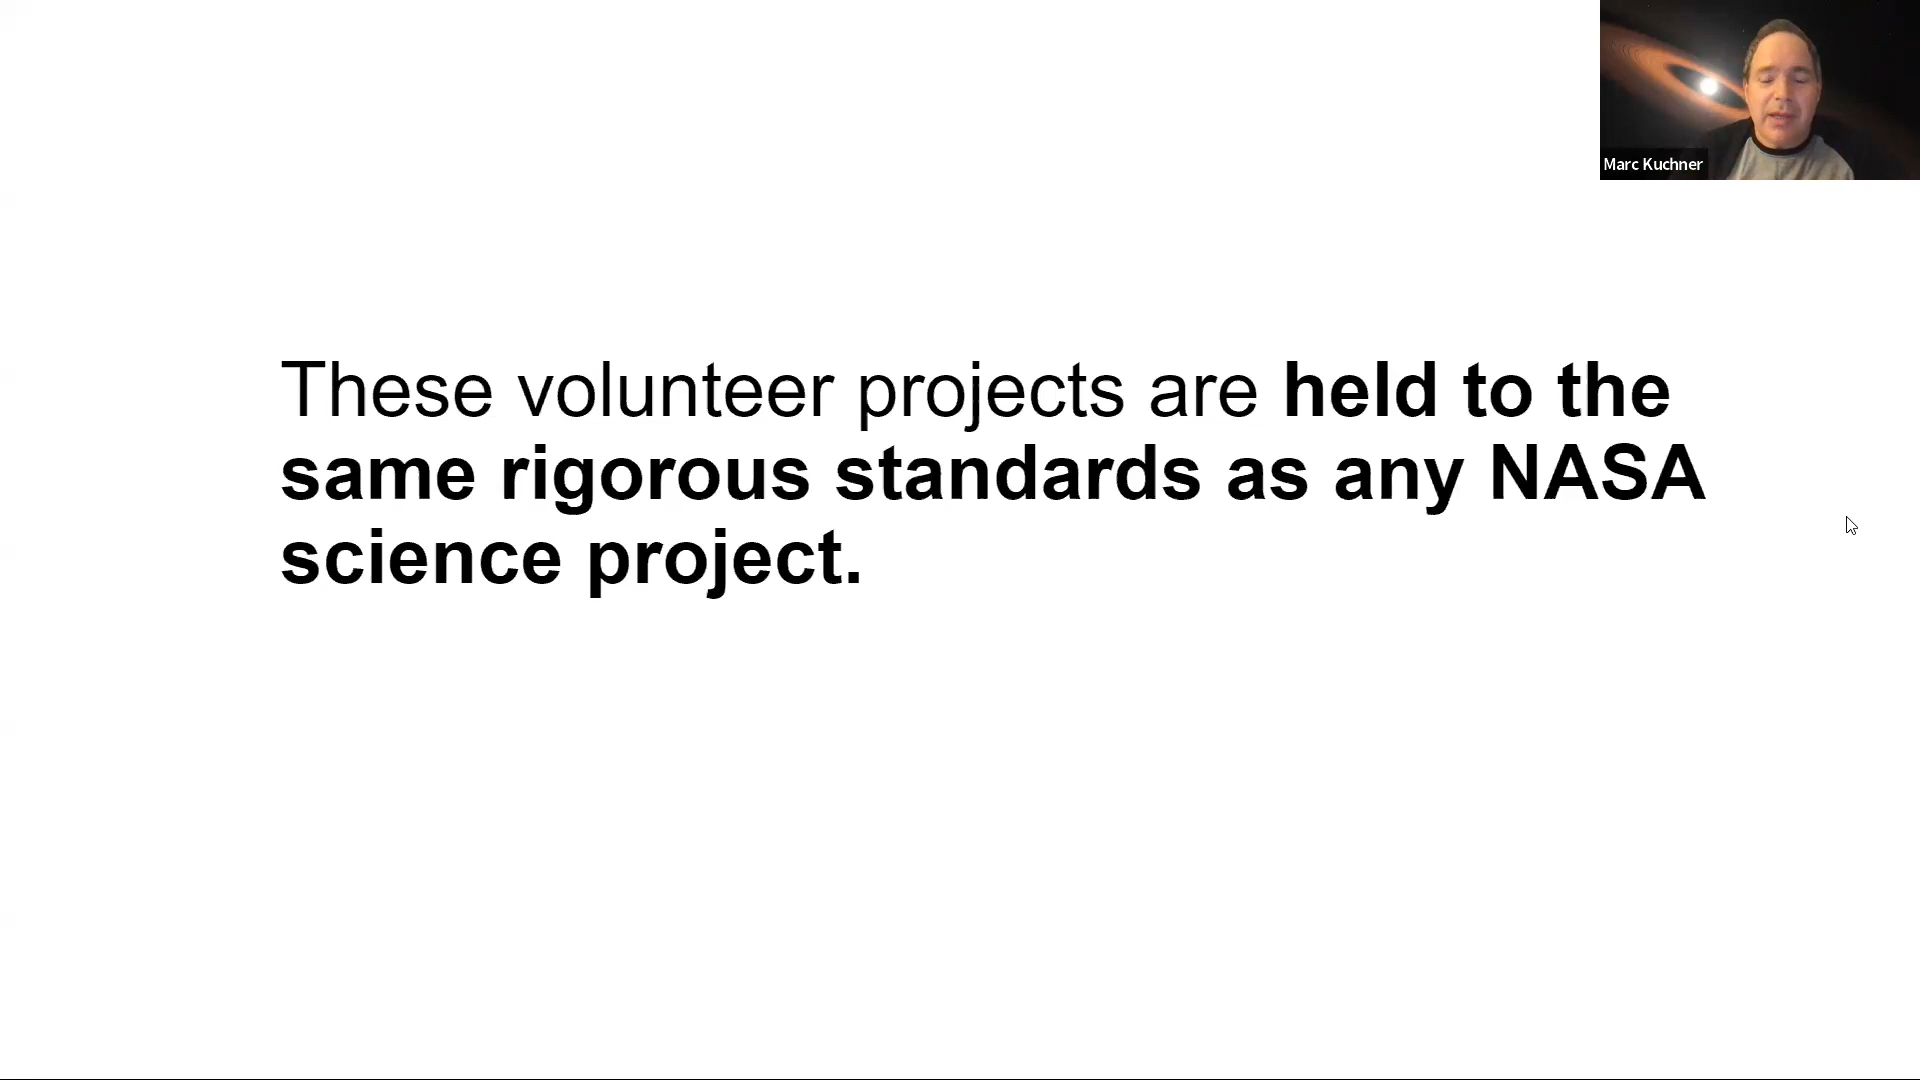 Marc Kuchner
These volunteer projects are held to the
same rigorous standards as any NASA
science project.